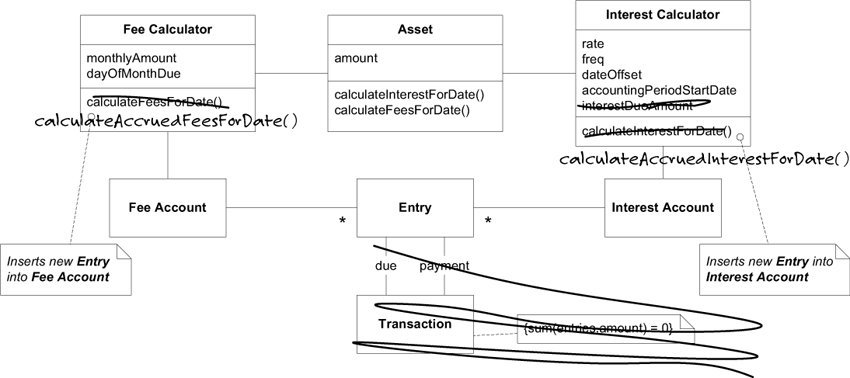 Fee Calculator
monthlyAmount
dayOfMonthDue
calculateFeesForDate()
calculateAccruedFeesForDate()
Asset
amount
calculateInterestForDate()
calculateFeesForDate()
Interest Calculator
rate
freq
dateOffset
accountingPeriodStartDate
interestDueAmount
calculateInterestForDate()
calculateAccruedInterestForDate()
Fee Account
*
Entry
*
Interest Account
Inserts new Entry
into Fee Account
due
payment
Inserts new Entry into
Interest Account
Transaction
{sum(entries.amount) = 0}